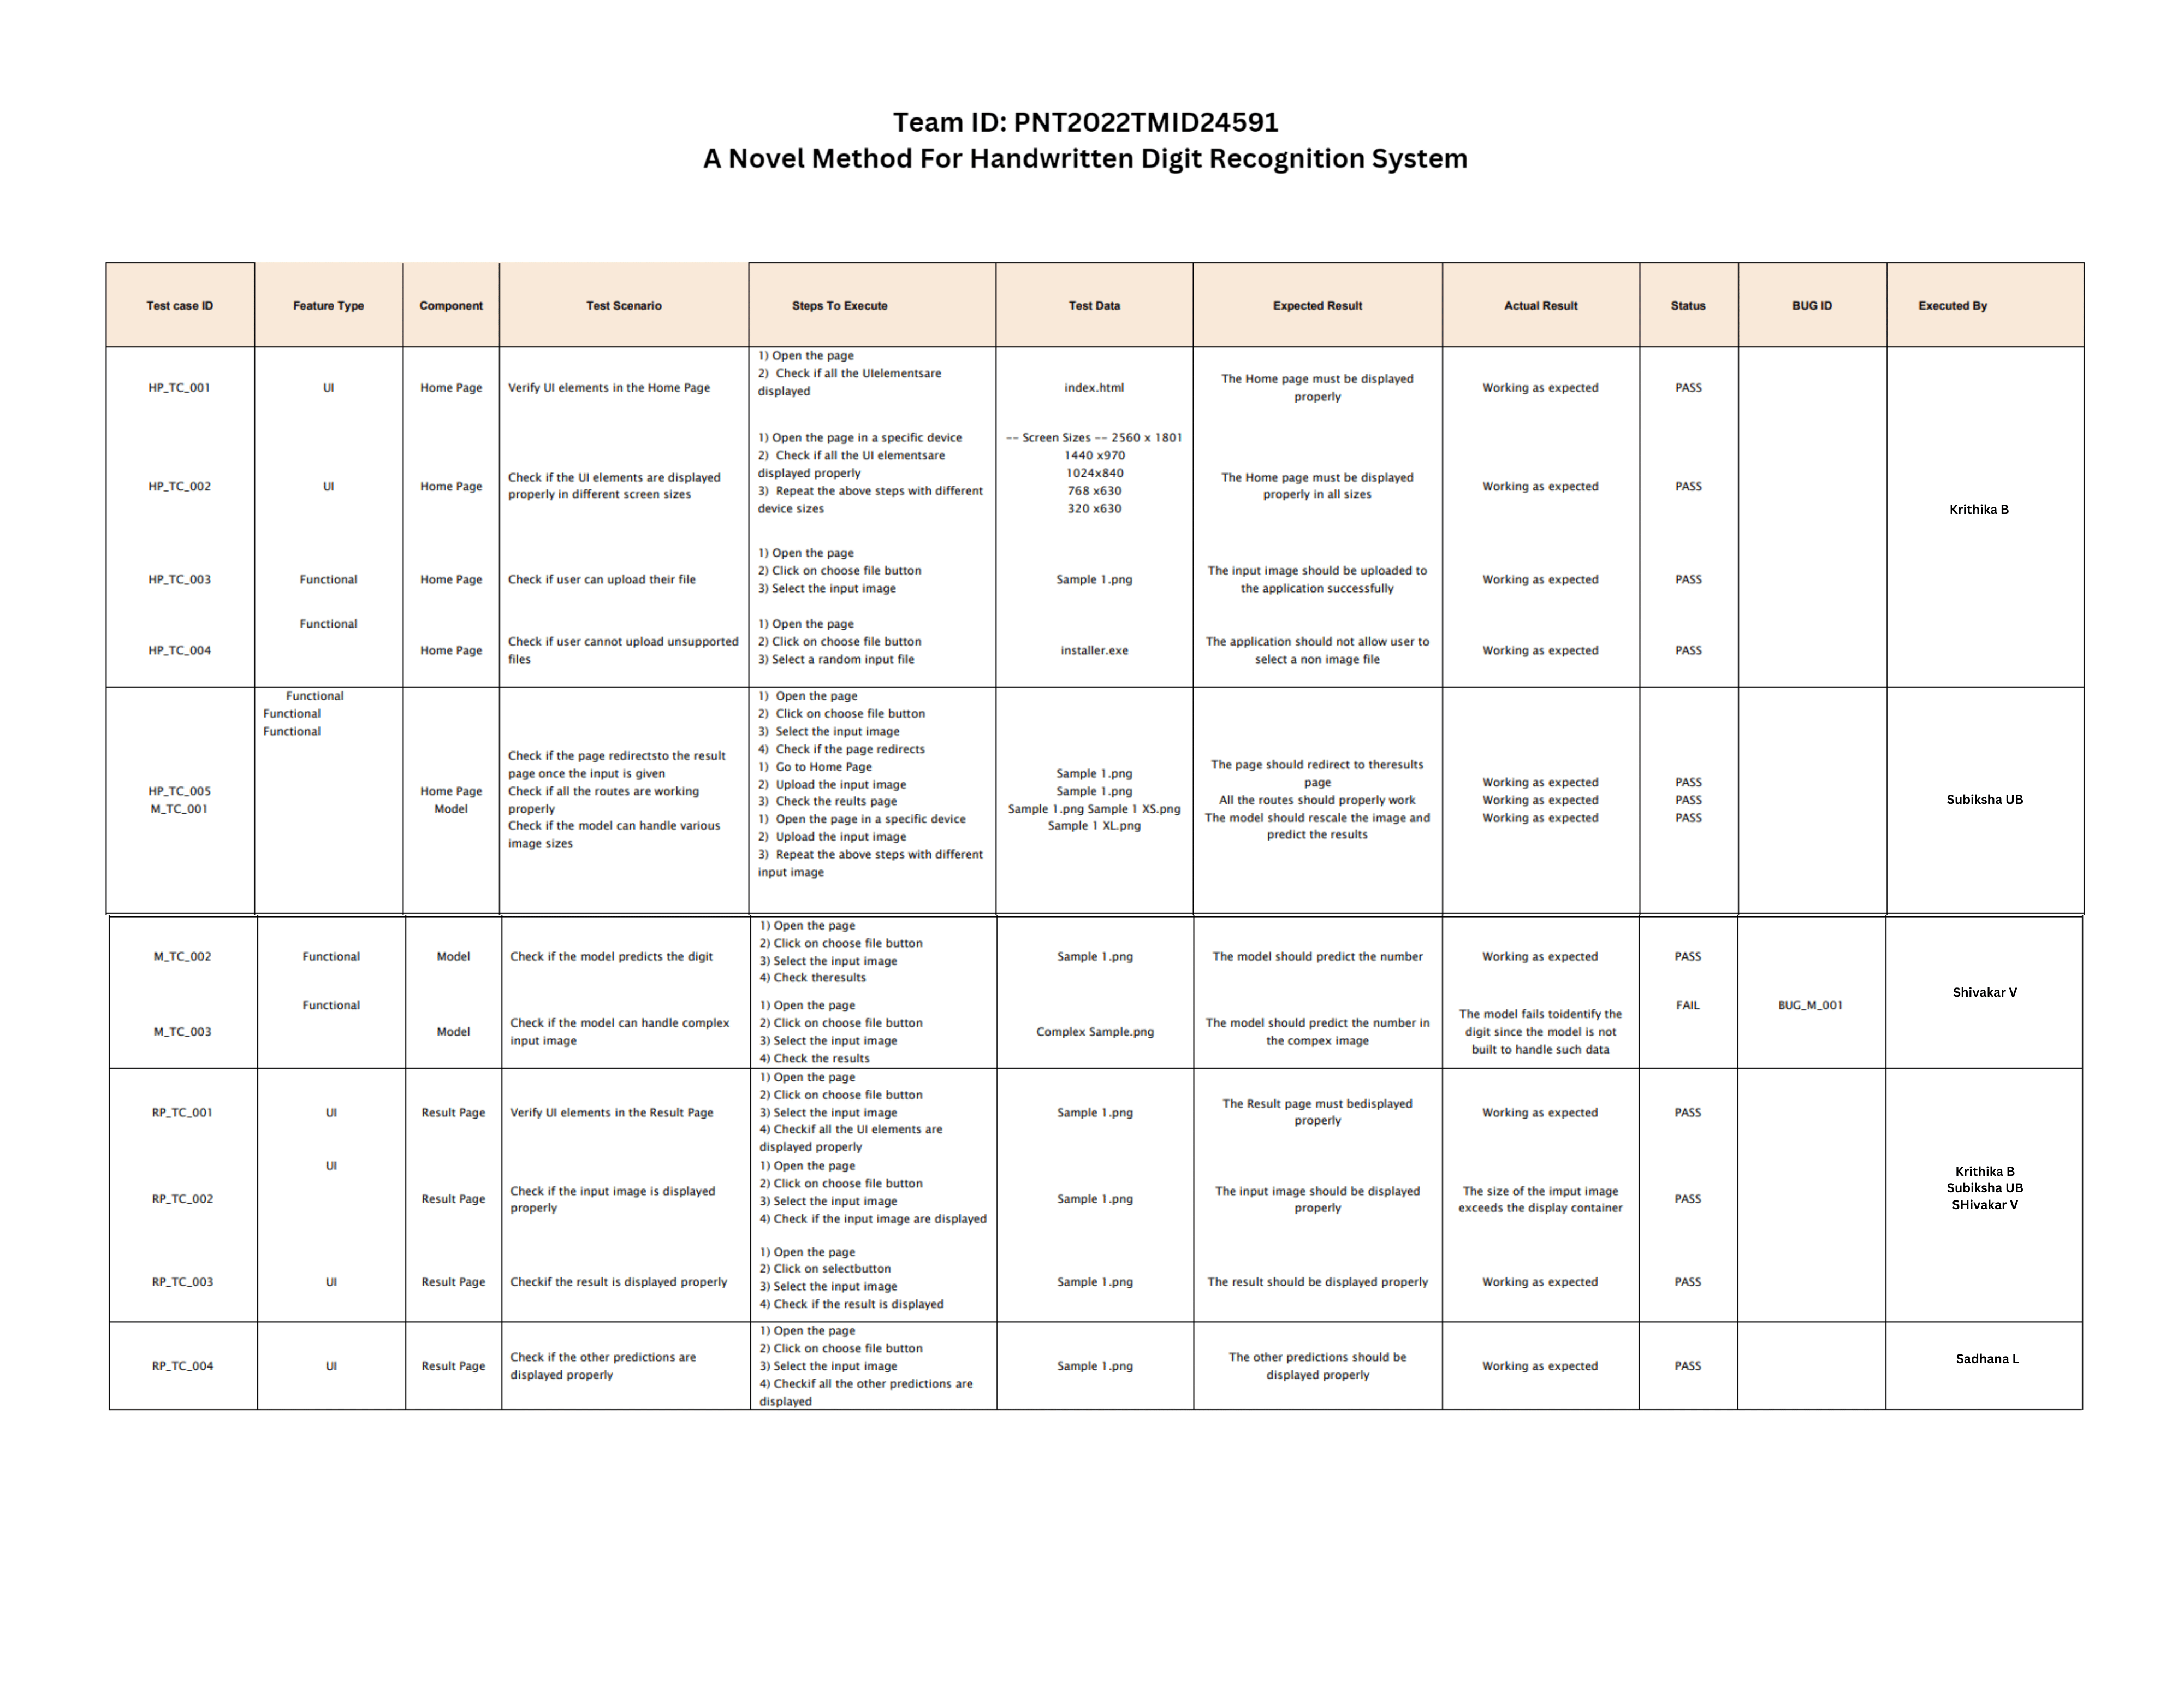 Team ID: PNT2022TMID24591
A Novel Method For Handwritten Digit Recognition System
Test case ID
Feature Type
Component
Test Scenario
Steps To Execute
Test Data
Expected Result
Actual Result
Status
BUG ID
Executed By
HP_TC_001
UI
Home Page
Verify UI elements in the Home Page
1) Open the page
2) Check if all the UIelementsare
displayed
index.html
The Home page must be displayed
properly
Working as expected
PASS
HP_TC_002
UI
Home Page
Check if the UI elements are displayed
properly in different screen sizes
1) Open the page in a specific device
2) Check if all the UI elementsare
displayed properly
3) Repeat the above steps with different
device sizes
-- Screen Sizes -- 2560 x 1801
1440 x970
1024x840
768 x630
320 x630
The Home page must be displayed
properly in all sizes
Working as expected
PASS
Krithika B
HP_TC_003
Functional
Home Page
Check if user can upload their file
1) Open the page
2) Click on choose file button
3) Select the input image
Sample 1.png
The input image should be uploaded to
the application successfully
Working as expected
PASS
HP_TC_004
Functional
Home Page
Check if user cannot upload unsupported
files
1) Open the page
2) Click on choose file button
3) Select a random input file
installer.exe
The application should not allow user to
select a non image file
Working as expected
PASS
HP_TC_005
M_TC_001
Functional
Functional
Functional
Home Page
Model
Check if the page redirectsto the result
page once the input is given
Check if all the routes are working
properly
Check if the model can handle various
image sizes
1) Open the page
2) Click on choose file button
3) Select the input image
4) Check if the page redirects
1) Go to Home Page
2) Upload the input image
3) Check the reults page
1) Open the page in a specific device
2) Upload the input image
3) Repeat the above steps with different
input image
Sample 1.png
Sample 1.png
Sample 1.png Sample 1 XS.png
Sample 1 XL.png
The page should redirect to theresults
page
All the routes should properly work
The model should rescale the image and
predict the results
Working as expected
Working as expected
Working as expected
PASS
PASS
PASS
Subiksha UB
M_TC_002
Functional
Model
Check if the model predicts the digit
1) Open the page
2) Click on choose file button
3) Select the input image
4) Check theresults
Sample 1.png
The model should predict the number
Working as expected
PASS
Shivakar V
M_TC_003
Functional
Model
Check if the model can handle complex
input image
1) Open the page
2) Click on choose file button
3) Select the input image
4) Check the results
Complex Sample.png
The model should predict the number in
the compex image
The model fails toidentify the
digit since the model is not
built to handle such data
FAIL
BUG_M_001
RP_TC_001
UI
Result Page
Verify UI elements in the Result Page
1) Open the page
2) Click on choose file button
3) Select the input image
4) Checkif all the UI elements are
displayed properly
Sample 1.png
The Result page must bedisplayed
properly
Working as expected
PASS
RP_TC_002
UI
Result Page
Check if the input image is displayed
properly
1) Open the page
2) Click on choose file button
3) Select the input image
4) Check if the input image are displayed
Sample 1.png
The input image should be displayed
properly
The size of the imput image
exceeds the display container
PASS
Krithika B
Subiksha UB
SHivakar V
RP_TC_003
UI
Result Page
Checkif the result is displayed properly
1) Open the page
2) Click on selectbutton
3) Select the input image
4) Check if the result is displayed
Sample 1.png
The result should be displayed properly
Working as expected
PASS
RP_TC_004
UI
Result Page
Check if the other predictions are
displayed properly
1) Open the page
2) Click on choose file button
3) Select the input image
4) Checkif all the other predictions are
displayed
Sample 1.png
The other predictions should be
displayed properly
Working as expected
PASS
Sadhana L